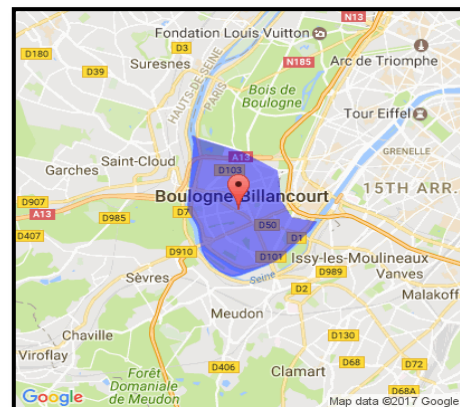 N13
Fondation Louis Vuitton
D180
D3
Suresnes
N185
Arc de Triomphe
D39
HAUTS-DE-SEINE
PARIS
Bois de
Boulogne
Tour Eiffel
GRENELLE
Saint-Cloud
A13
Garches
D103
15TH ARR.
Boulogne-Billancourt
D907
A13
D985
D7
D407
D50
D1
D910
D101
Issy-les-Moulineaux
Sèvres
Seine
D989
Vanves
D2
Malakoff
Meudon
Chaville
D130
Viroflay
D406
D68
D72
Forêt
Domaniale
de Meudon
Clamart
D68A
Google
Map data ©2017 Google